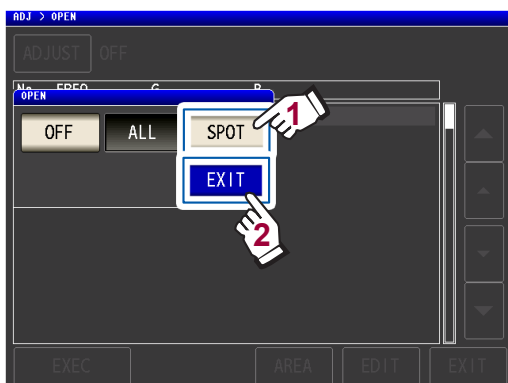 ADJ > OPEN
ADJUST OFF
No. FREQ G B
OPEN
OFF ALL SPOT 1
EXIT
2
EXEC AREA EDIT EXIT